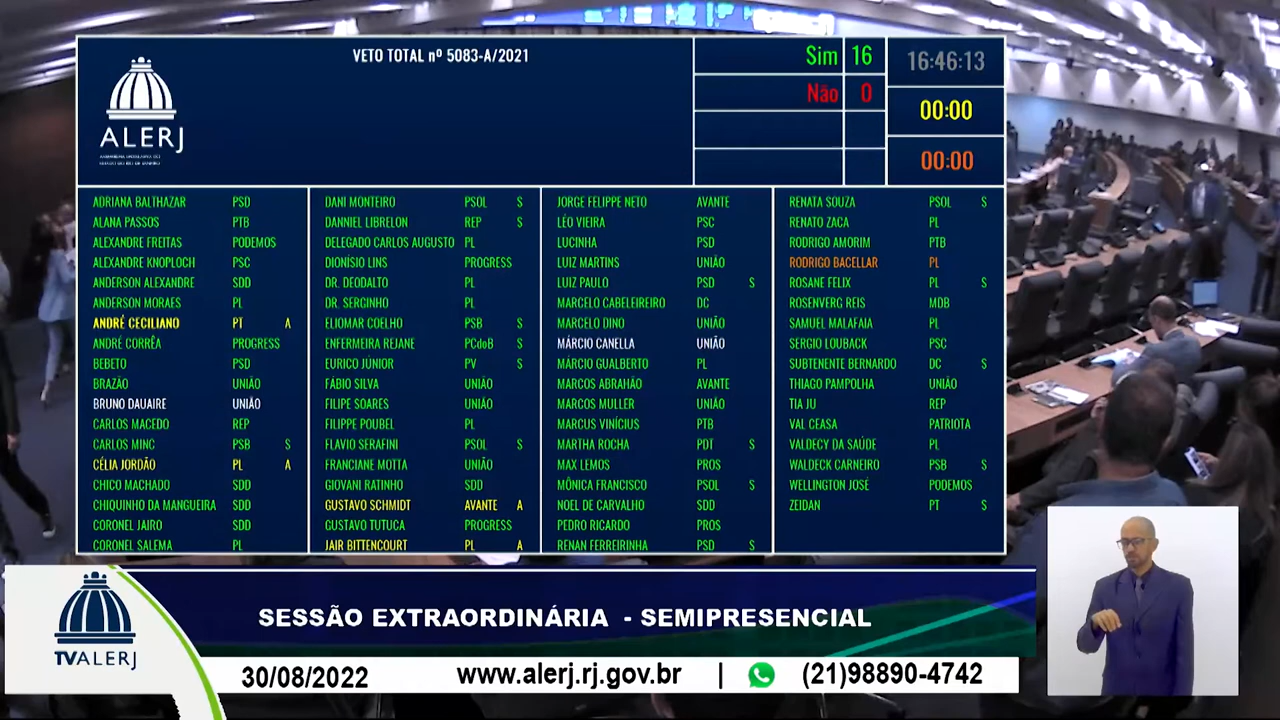 VETO TOTAL nº 5083-A/2021
Sim 16
Não 0
16:46:13
00:00
00:00
ALERJ
ADRIANA BALTHAZAR PSD
ALANA PASSOS PTB
ALEXANDRE FREITAS PODEMOS
ALEXANDRE KNOPLOCH PSC
ANDERSON ALEXANDRE SDD
ANDERSON MORAES PL
ANDRÉ CECILIANO PT A
ANDRÉ CORRÊA PROGRESS
BEBETO PSD
BRAZÃO UNIÃO
BRUNO DAUAIRE UNIÃO
CARLOS MACEDO REP
CARLOS MINC PSB S
CÉLIA JORDÃO PL A
CHICO MACHADO SDD
CHIQUINHO DA MANGUEIRA SDD
CORONEL JAIRO SDD
CORONEL SALEMA PL
DANI MONTEIRO PSOL S
DANNIEL LIBRELON REP S
DELEGADO CARLOS AUGUSTO PL
DIONÍSIO LINS PROGRESS
DR. DEODALTO PL
DR. SERGINHO PL
ELIOMAR COELHO PSB S
ENFERMEIRA REJANE PCdoB S
EURICO JÚNIOR PV S
FÁBIO SILVA UNIÃO
FILIPE SOARES UNIÃO
FILIPPE POUBEL PL
FLAVIO SERAFINI PSOL S
FRANCIANE MOTTA UNIÃO
GIOVANI RATINHO SDD
GUSTAVO SCHMIDT AVANTE A
GUSTAVO TUTUCA PROGRESS
JAIR BITTENCOURT PL A
JORGE FELIPPE NETO AVANTE
LÉO VIEIRA PSC
LUCINHA PSD
LUIZ MARTINS UNIÃO
LUIZ PAULO PSD S
MARCELO CABELEIREIRO DC
MARCELO DINO UNIÃO
MÁRCIO CANELLA UNIÃO
MÁRCIO GUALBERTO PL
MARCOS ABRAHÃO AVANTE
MARCOS MULLER UNIÃO
MARCUS VINÍCIUS PTB
MARTHA ROCHA PDT S
MAX LEMOS PROS
MÔNICA FRANCISCO PSOL S
NOEL DE CARVALHO SDD
PEDRO RICARDO PROS
RENAN FERREIRINHA PSD S
RENATA SOUZA PSOL S
RENATO ZACA PL
RODRIGO AMORIM PTB
RODRIGO BACELLAR PL
ROSANE FELIX PL S
ROSENVERG REIS MDB
SAMUEL MALAFAIA PL
SERGIO LOUBACK PSC
SUBTENENTE BERNARDO DC S
THIAGO PAMPOLHA UNIÃO
TIA JU REP
VAL CEASA PATRIOTA
VALDECY DA SAÚDE PL
WALDECK CARNEIRO PSB S
WELLINGTON JOSÉ PODEMOS
ZEIDAN PT S
SESSÃO EXTRAORDINÁRIA - SEMIPRESENCIAL
TVALERJ
30/08/2022 www.alerj.rj.gov.br | (21)98890-4742